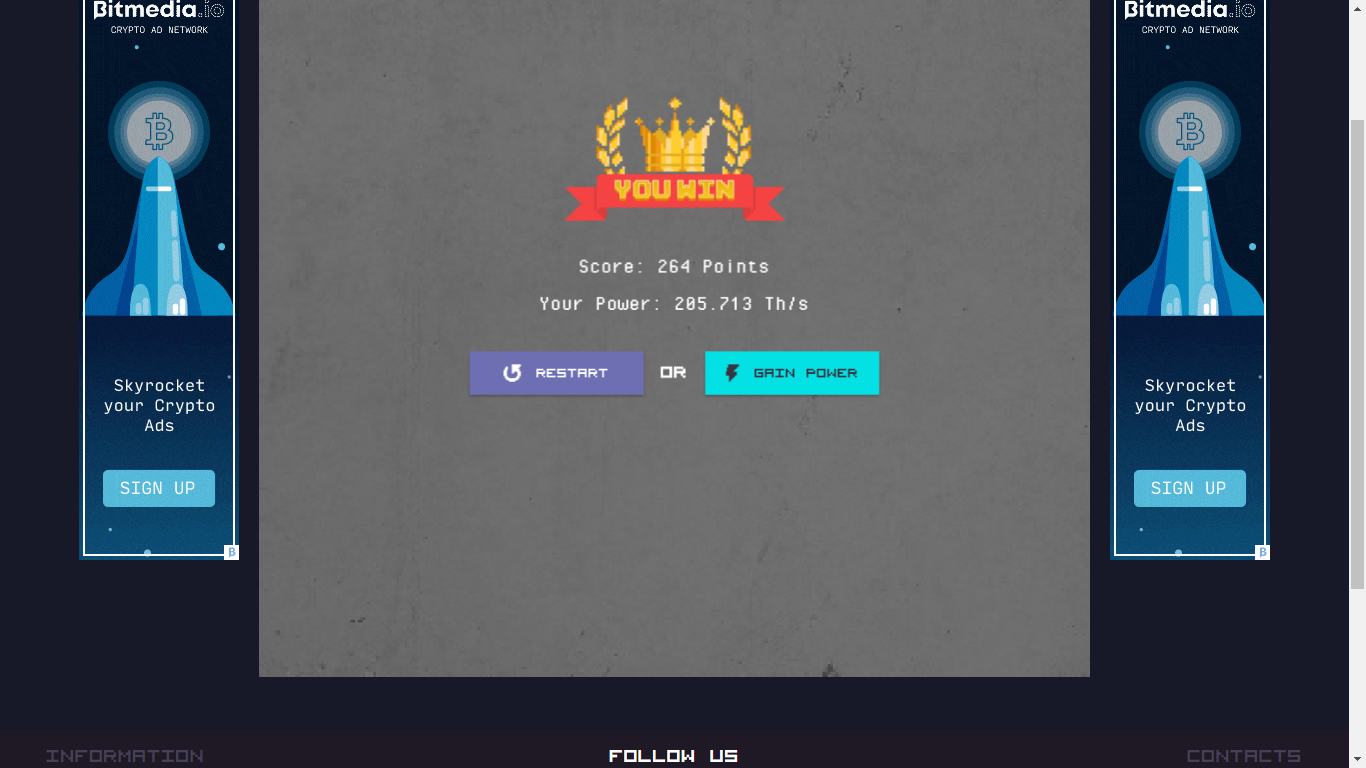 Bitmedia.io
CRYPTO AD NETWORK
Skyrocket
your Crypto
Ads
SIGN UP
YOU WIN
Score: 264 Points
Your Power: 205.713 Th/s
RESTART
OR
GAIN POWER
Bitmedia.io
CRYPTO AD NETWORK
Skyrocket
your Crypto
Ads
SIGN UP
INFORMATION
FOLLOW US
CONTACTS